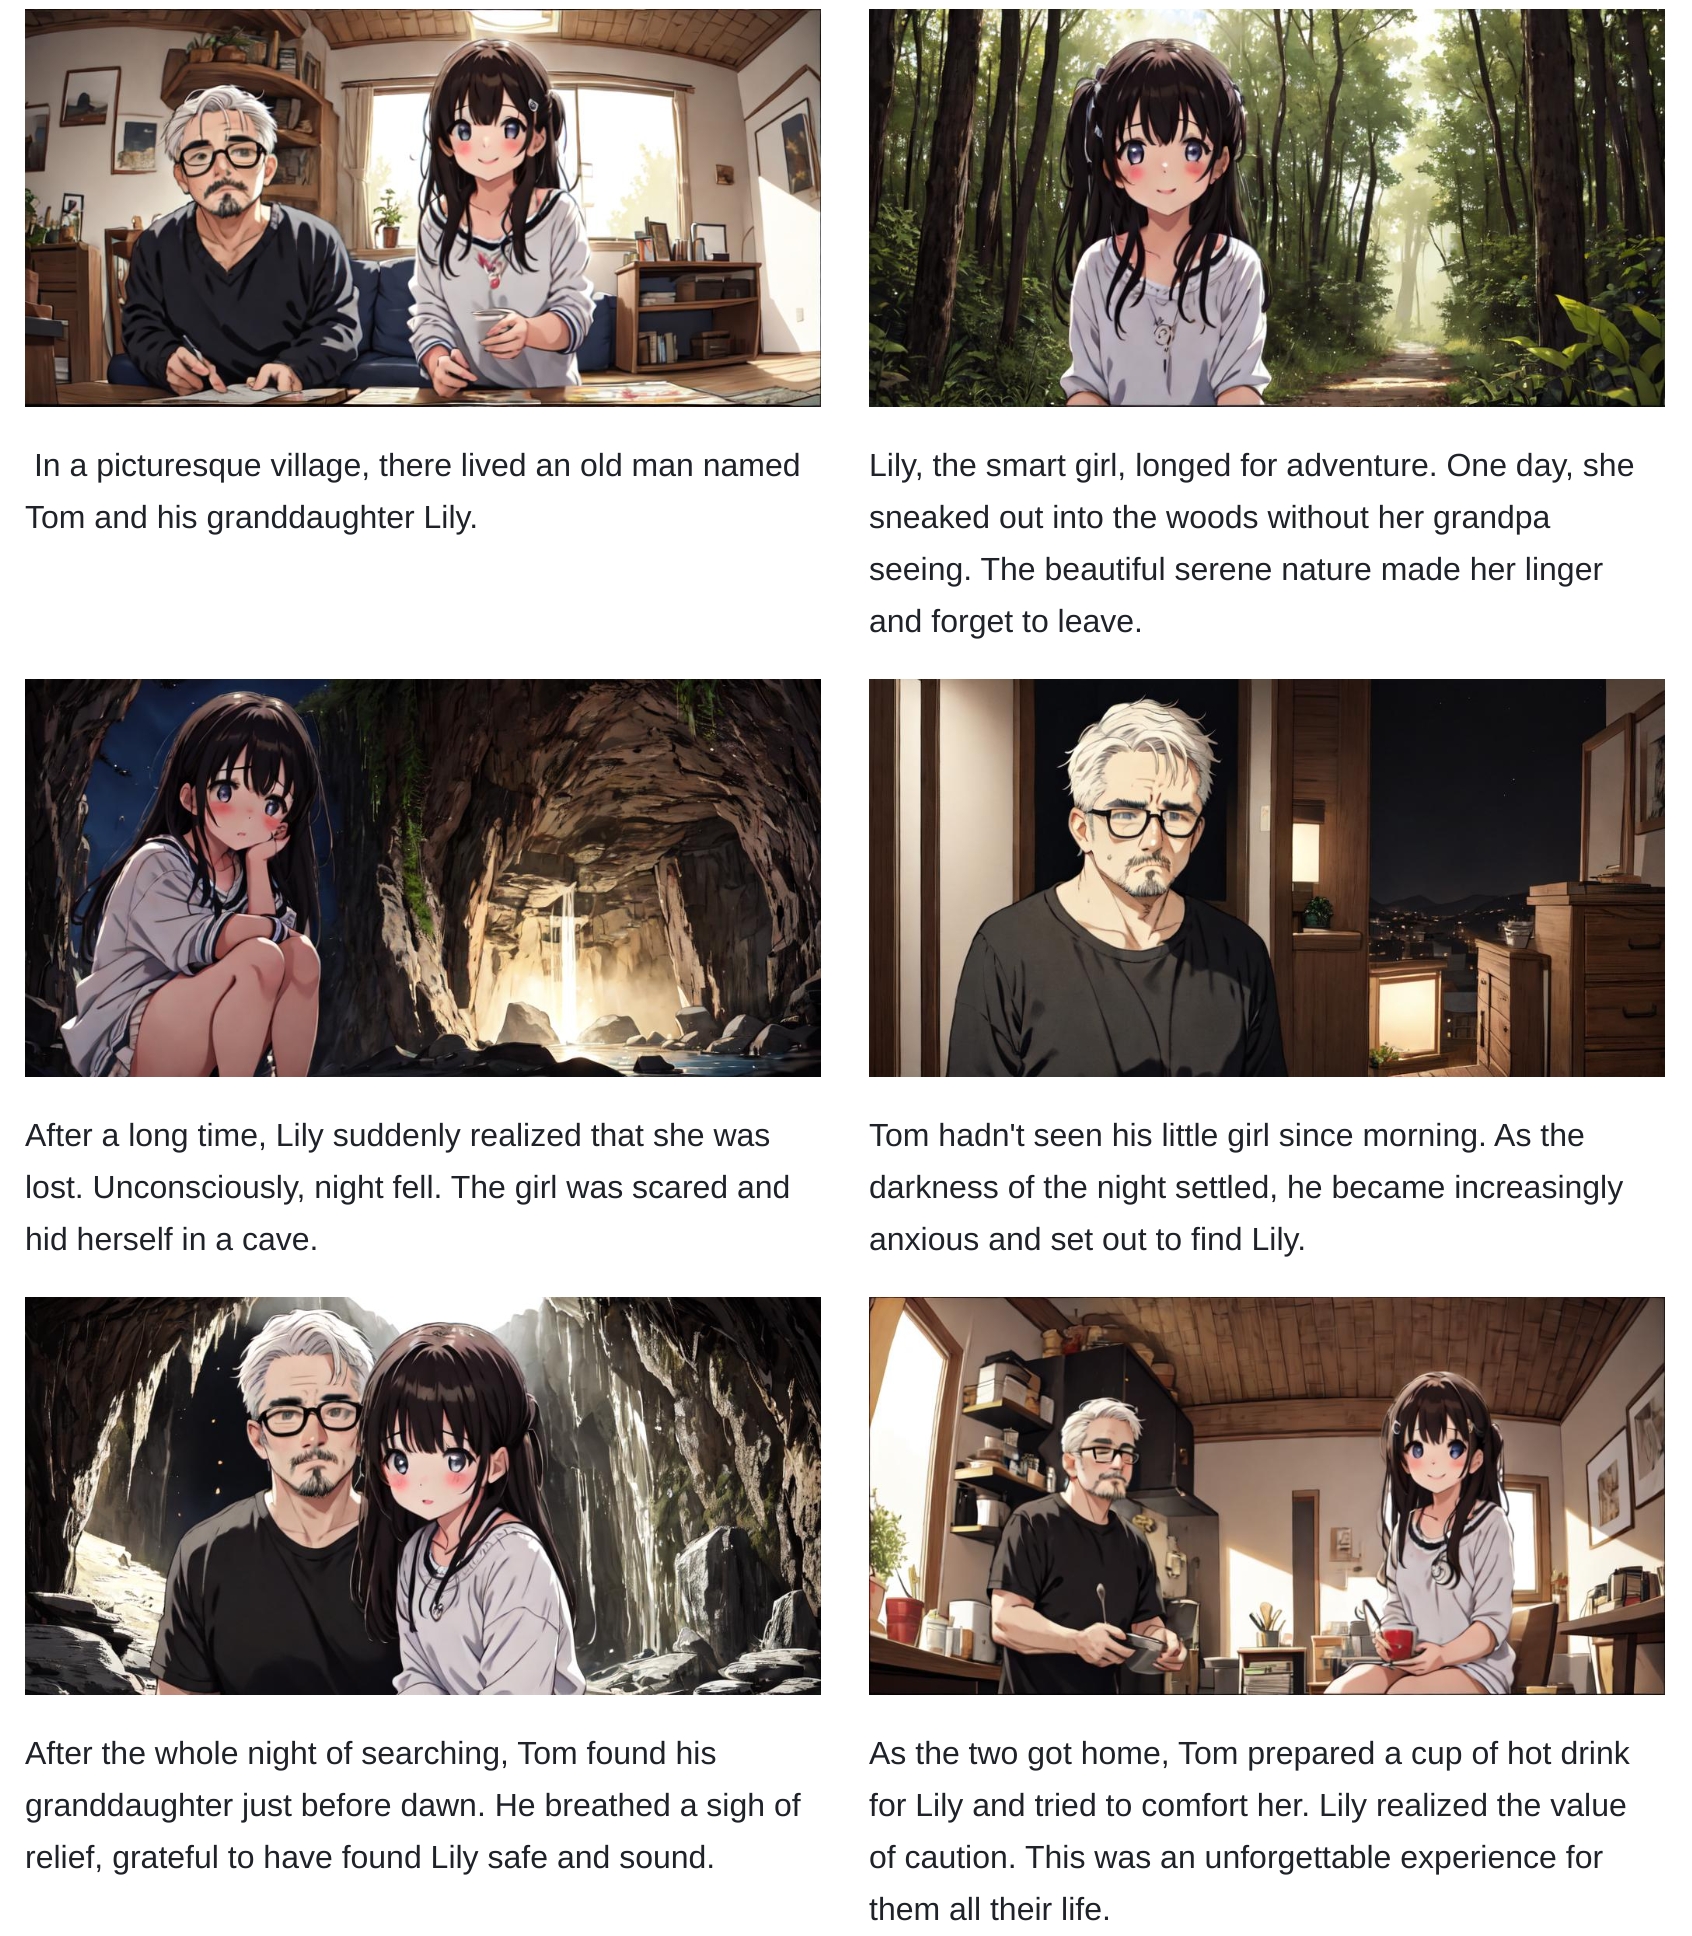 In a picturesque village, there lived an old man named
Tom and his granddaughter Lily.
Lily, the smart girl, longed for adventure. One day, she
sneaked out into the woods without her grandpa
seeing. The beautiful serene nature made her linger
and forget to leave.
After a long time, Lily suddenly realized that she was
lost. Unconsciously, night fell. The girl was scared and
hid herself in a cave.
Tom hadn't seen his little girl since morning. As the
darkness of the night settled, he became increasingly
anxious and set out to find Lily.
After the whole night of searching, Tom found his
granddaughter just before dawn. He breathed a sigh of
relief, grateful to have found Lily safe and sound.
As the two got home, Tom prepared a cup of hot drink
for Lily and tried to comfort her. Lily realized the value
of caution. This was an unforgettable experience for
them all their life.